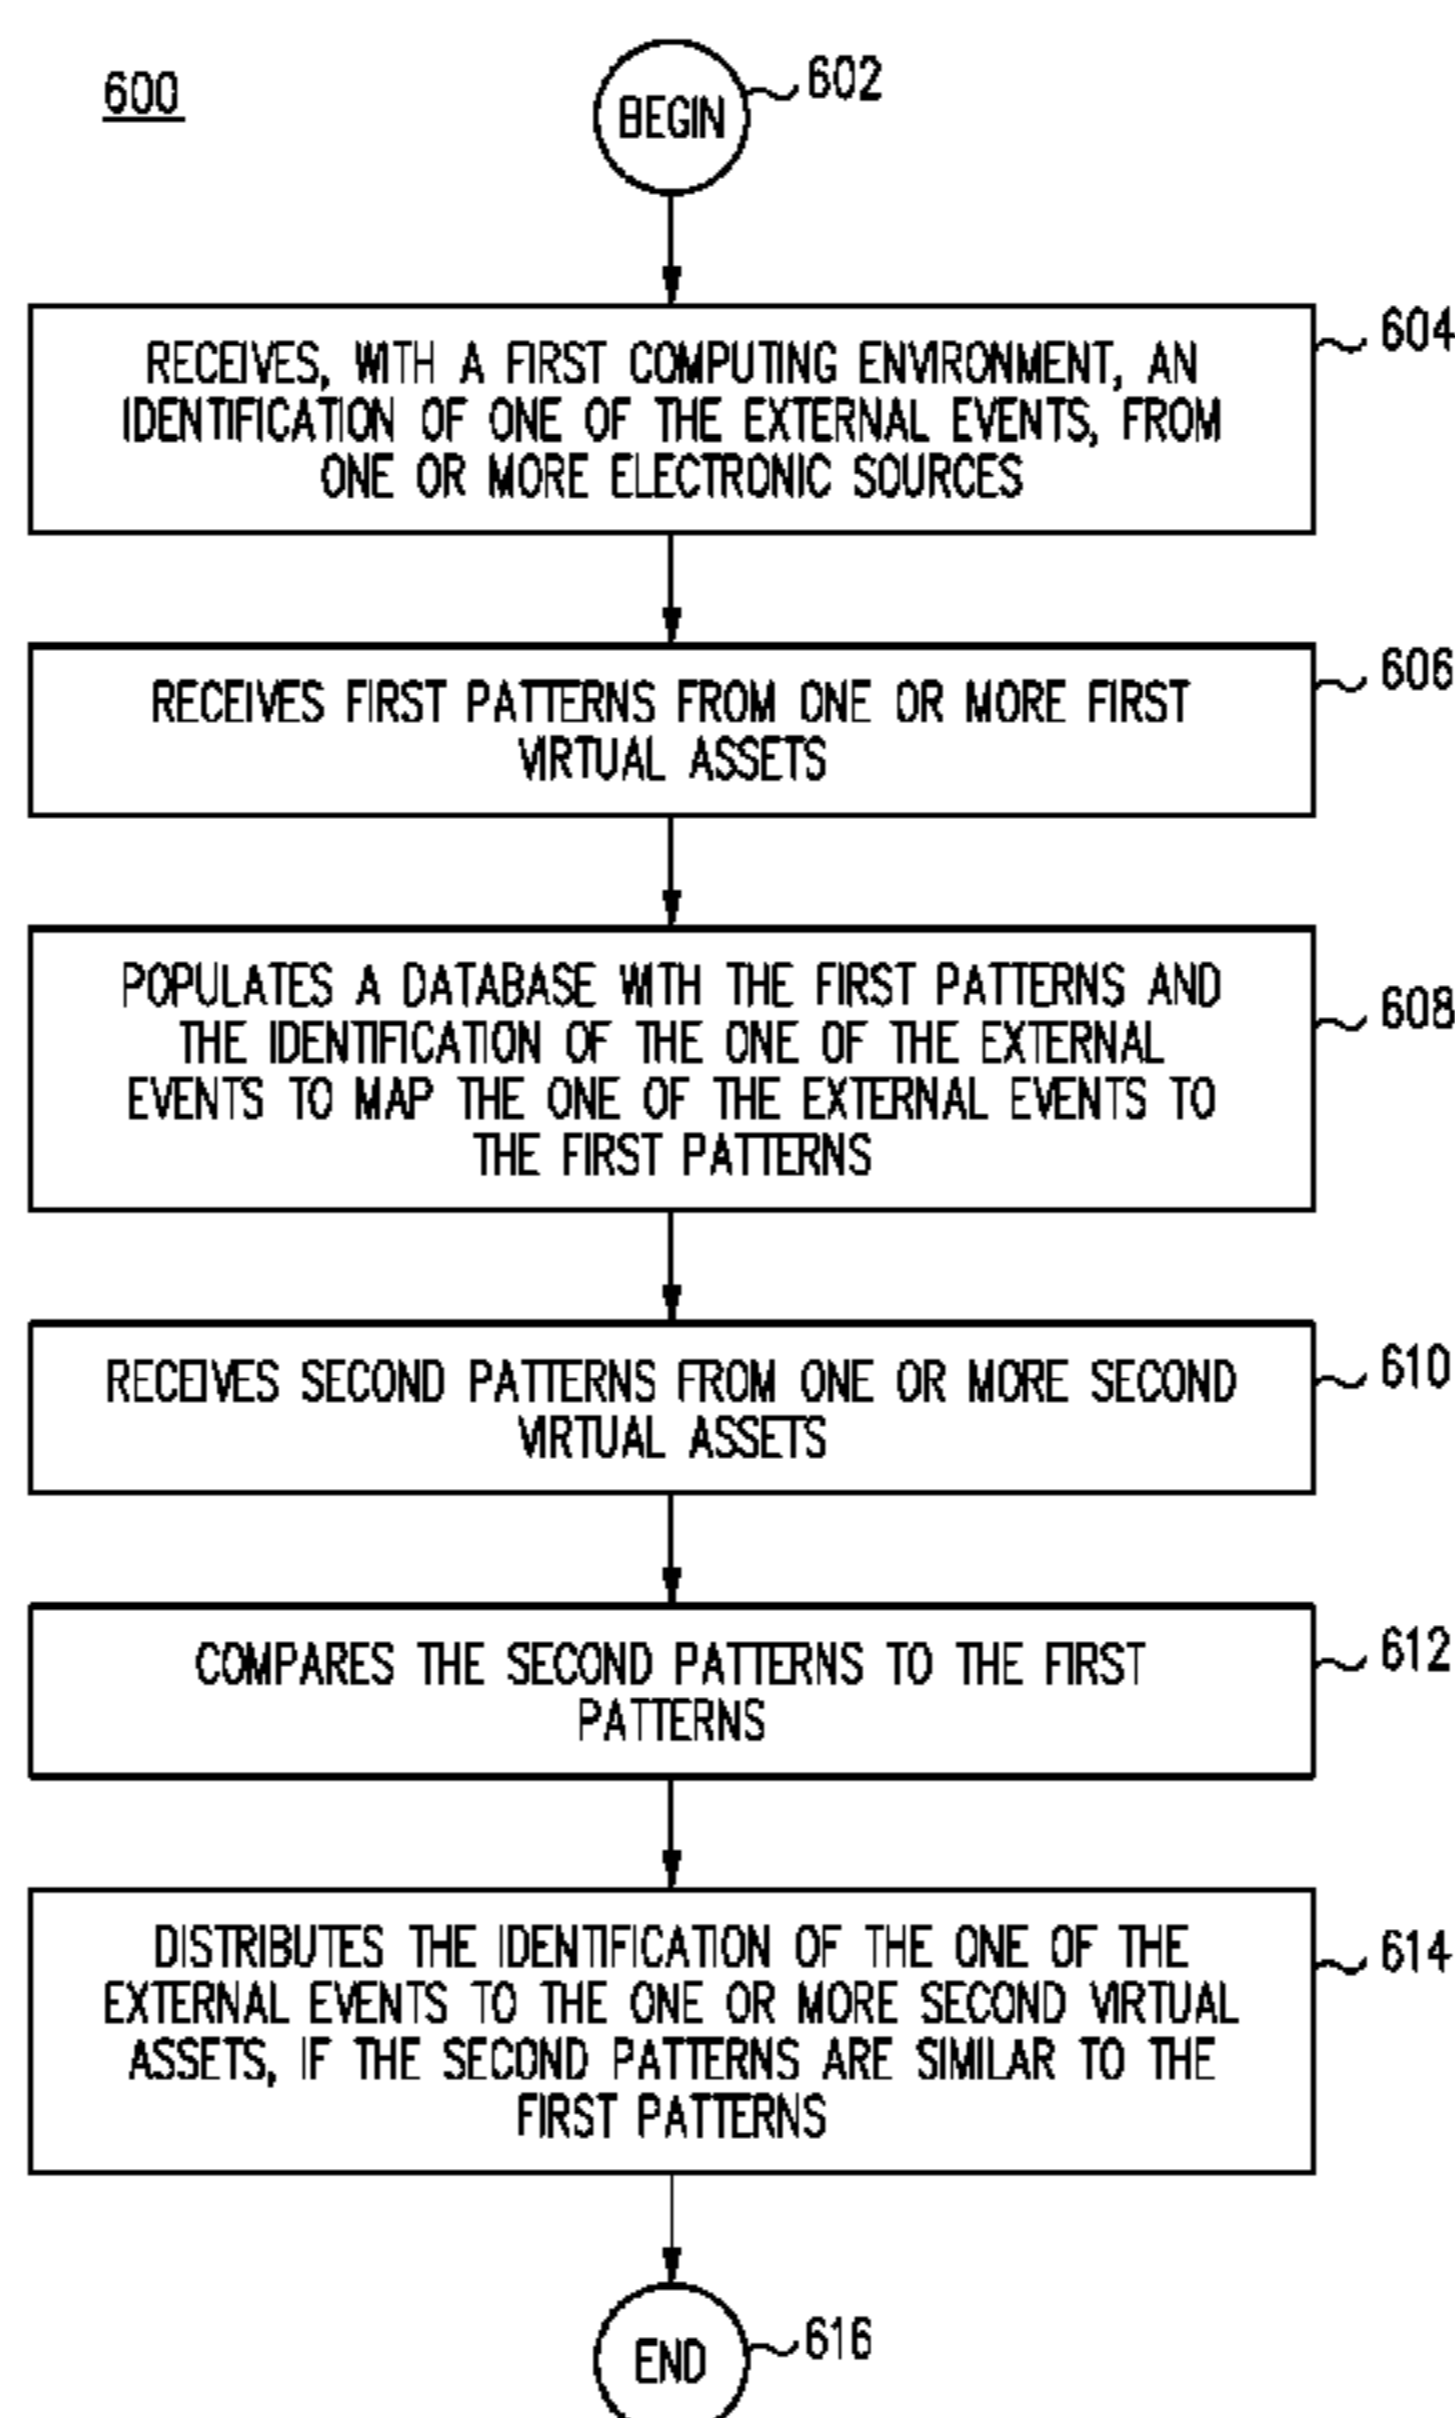 600
BEGIN
602
RECEIVES, WITH A FIRST COMPUTING ENVIRONMENT, AN
IDENTIFICATION OF ONE OF THE EXTERNAL EVENTS, FROM
ONE OR MORE ELECTRONIC SOURCES
604
RECEIVES FIRST PATTERNS FROM ONE OR MORE FIRST
VIRTUAL ASSETS
606
POPULATES A DATABASE WITH THE FIRST PATTERNS AND
THE IDENTIFICATION OF THE ONE OF THE EXTERNAL
EVENTS TO MAP THE ONE OF THE EXTERNAL EVENTS TO
THE FIRST PATTERNS
608
RECEIVES SECOND PATTERNS FROM ONE OR MORE SECOND
VIRTUAL ASSETS
610
COMPARES THE SECOND PATTERNS TO THE FIRST
PATTERNS
612
DISTRIBUTES THE IDENTIFICATION OF THE ONE OF THE
EXTERNAL EVENTS TO THE ONE OR MORE SECOND VIRTUAL
ASSETS, IF THE SECOND PATTERNS ARE SIMILAR TO THE
FIRST PATTERNS
614
END
616